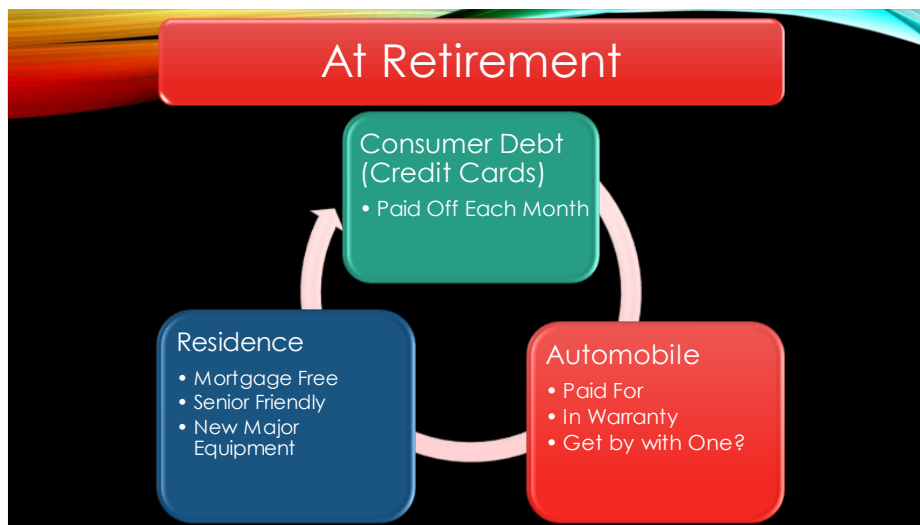 At Retirement
Consumer Debt
(Credit Cards)
• Paid Off Each Month
Residence
• Mortgage Free
• Senior Friendly
• New Major
Equipment
Automobile
• Paid For
• In Warranty
• Get by with One?